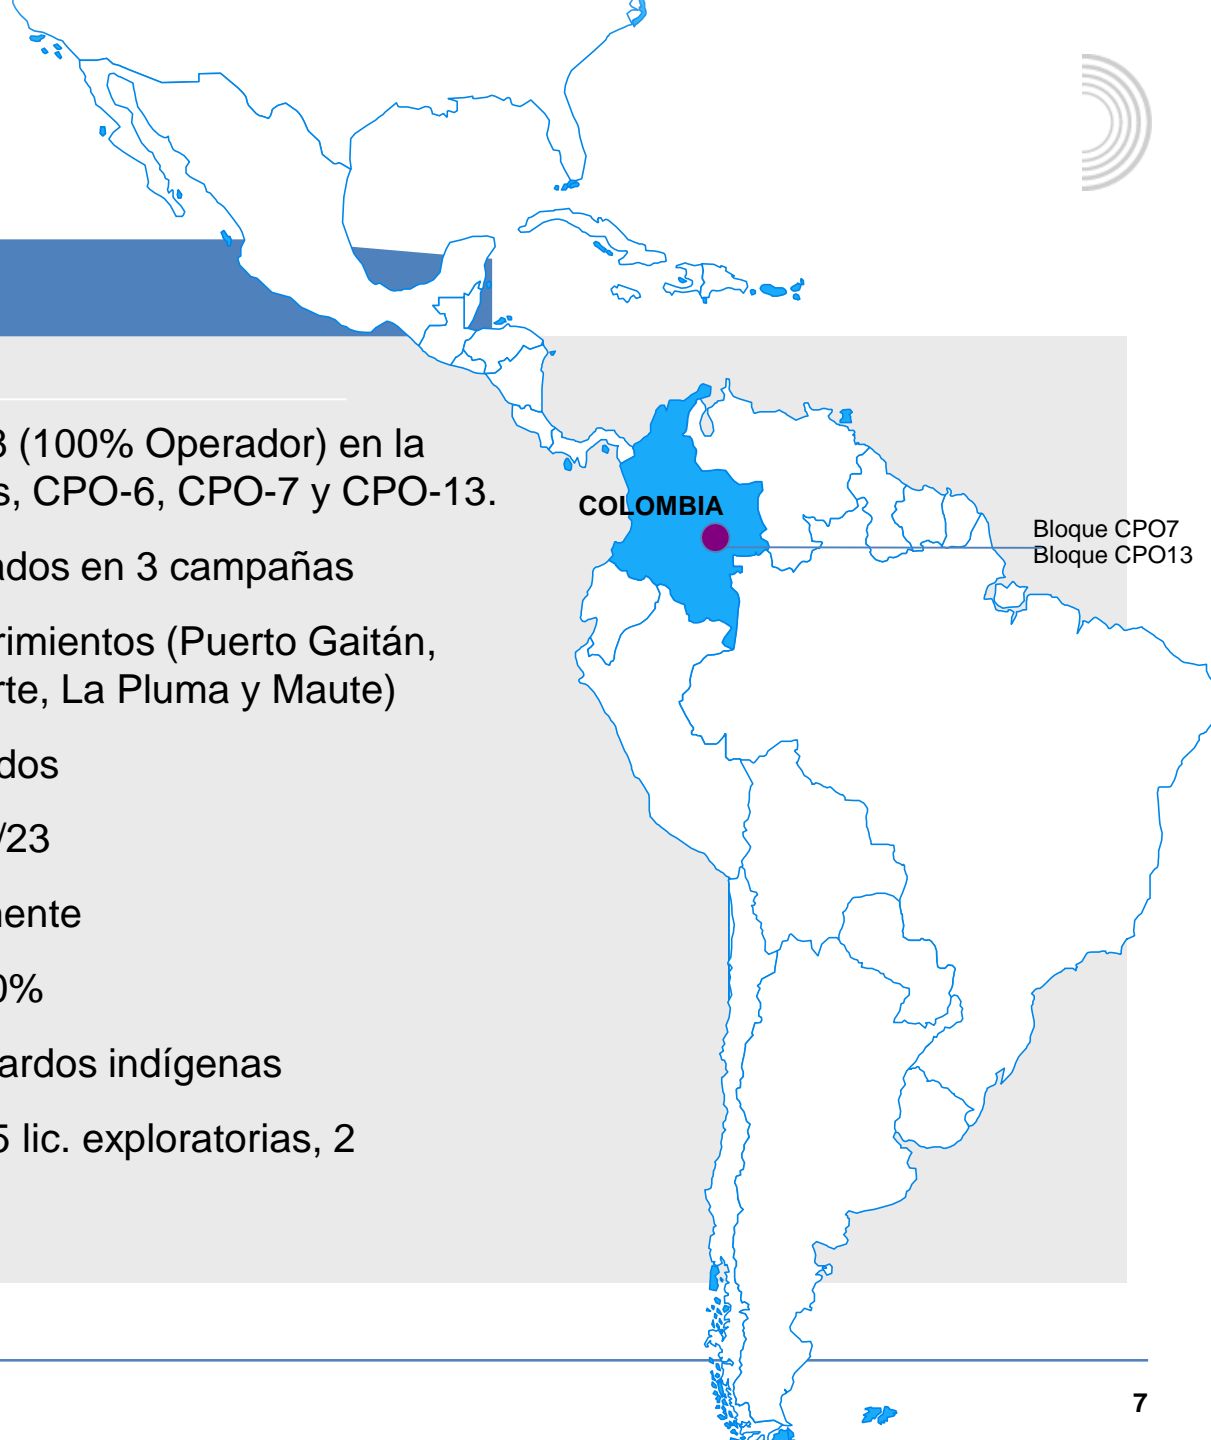 3 (100% Operador) en la
s, CPO-6, CPO-7 y CPO-13.
ados en 3 campañas
rimientos (Puerto Gaitán,
rte, La Pluma y Maute)
dos
/23
nente
0%
ardos indígenas
5 lic. exploratorias, 2
COLOMBIA
Bloque CPO7
Bloque CPO13
7